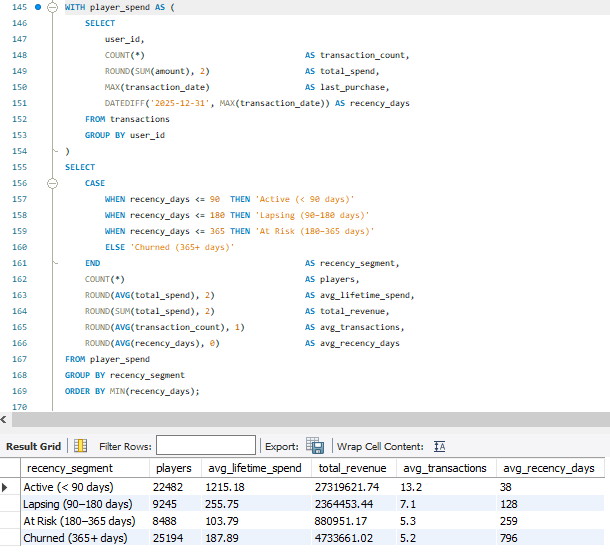 145 WITH player_spend AS (
146 SELECT
147 user_id,
148 COUNT(*) AS transaction_count,
149 ROUND(SUM(amount), 2) AS total_spend,
150 MAX(transaction_date) AS last_purchase,
151 DATEDIFF('2025-12-31', MAX(transaction_date)) AS recency_days
152 FROM transactions
153 GROUP BY user_id
154 )
155 SELECT
156 CASE
157 WHEN recency_days <= 90 THEN 'Active (< 90 days)'
158 WHEN recency_days <= 180 THEN 'Lapsing (90–180 days)'
159 WHEN recency_days <= 365 THEN 'At Risk (180–365 days)'
160 ELSE 'Churned (365+ days)'
161 END AS recency_segment,
162 COUNT(*) AS players,
163 ROUND(AVG(total_spend), 2) AS avg_lifetime_spend,
164 ROUND(SUM(total_spend), 2) AS total_revenue,
165 ROUND(AVG(transaction_count), 1) AS avg_transactions,
166 ROUND(AVG(recency_days), 0) AS avg_recency_days
167 FROM player_spend
168 GROUP BY recency_segment
169 ORDER BY MIN(recency_days);
170
Result Grid Filter Rows: Export: Wrap Cell Content:
recency_segment players avg_lifetime_spend total_revenue avg_transactions avg_recency_days
Active (< 90 days) 22482 1215.18 27319621.74 13.2 38
Lapsing (90–180 days) 9245 255.75 2364453.44 7.1 128
At Risk (180–365 days) 8488 103.79 880951.17 5.3 259
Churned (365+ days) 25194 187.89 4733661.02 5.2 796